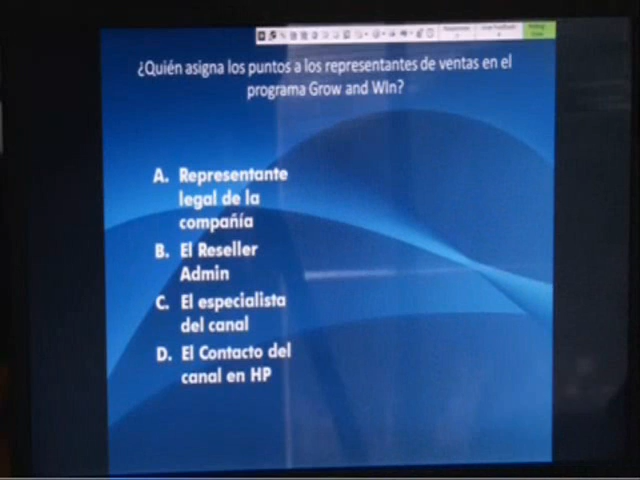 ¿Quién asigna los puntos a los representantes de ventas en el
programa Grow and WIn?
A. Representante
legal de la
compañía
B. El Reseller
Admin
C. El especialista
del canal
D. El Contacto del
canal en HP